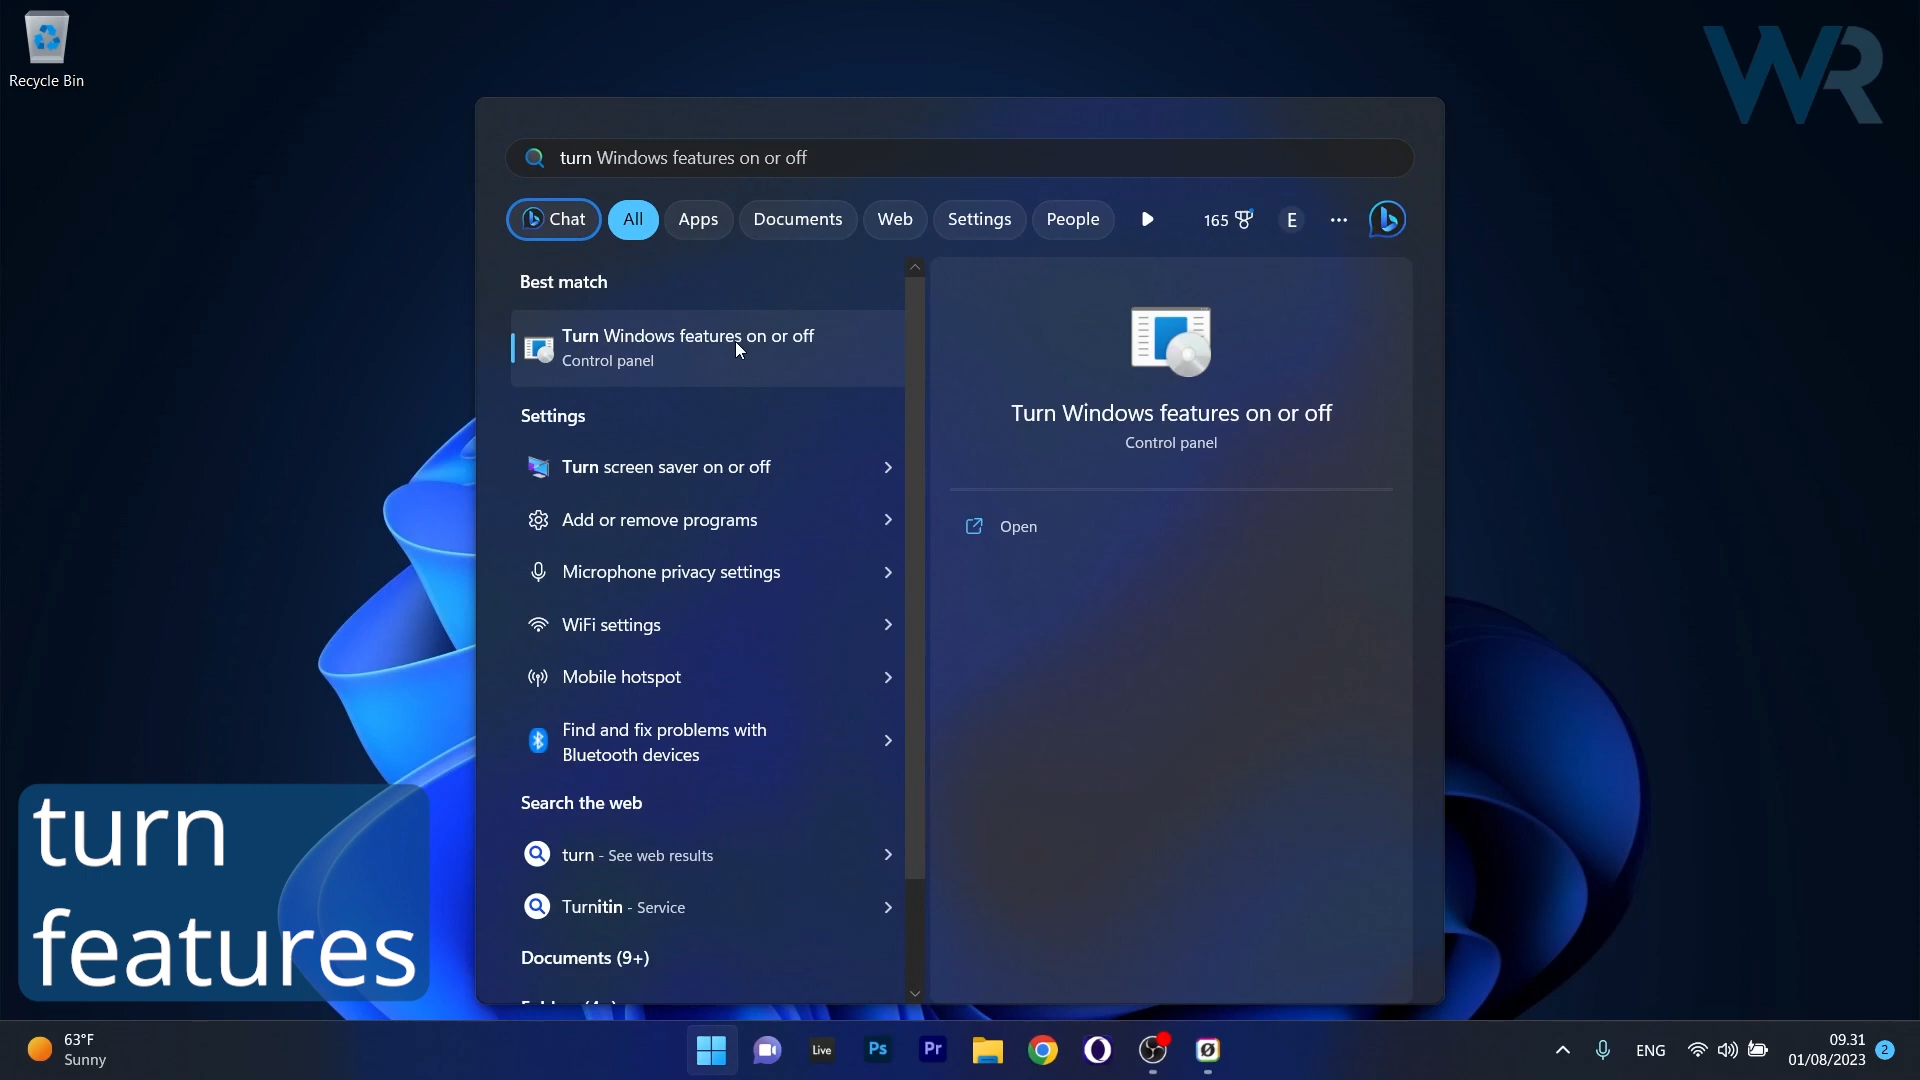 Recycle Bin
WR
turn Windows features on or off
Chat
All
Apps
Documents
Web
Settings
People
165
E
Best match
Turn Windows features on or off
Control panel
Settings
Turn screen saver on or off
Add or remove programs
Microphone privacy settings
WiFi settings
Mobile hotspot
Find and fix problems with
Bluetooth devices
Search the web
turn - See web results
Turnitin - Service
Documents (9+)
Turn Windows features on or off
Control panel
Open
turn
features
63°F
Sunny
Live
Ps
Pr
ENG
09.31
01/08/2023
2